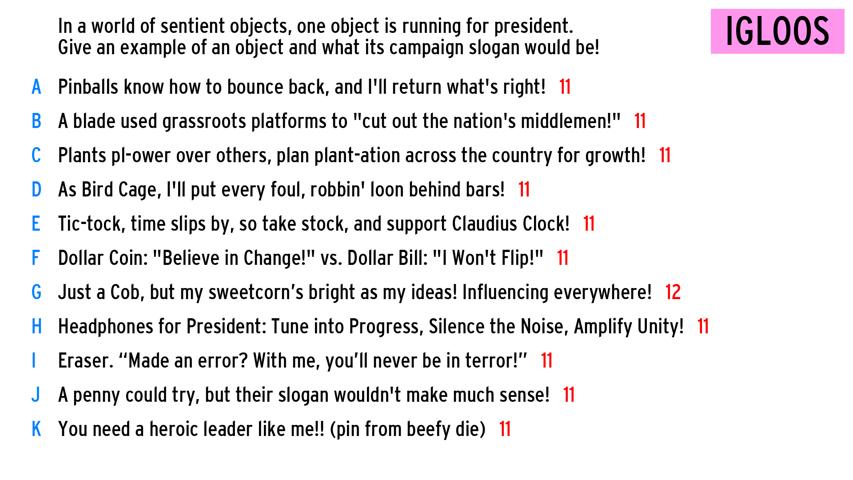 In a world of sentient objects, one object is running for president.
Give an example of an object and what its campaign slogan would be!
IGLOOS
A Pinballs know how to bounce back, and I'll return what's right! 11
B A blade used grassroots platforms to "cut out the nation's middlemen!" 11
C Plants pl-ower over others, plan plant-ation across the country for growth! 11
D As Bird Cage, I'll put every foul, robbin' loon behind bars! 11
E Tic-tock, time slips by, so take stock, and support Claudius Clock! 11
F Dollar Coin: "Believe in Change!" vs. Dollar Bill: "I Won't Flip!" 11
G Just a Cob, but my sweetcorn’s bright as my ideas! Influencing everywhere! 12
H Headphones for President: Tune into Progress, Silence the Noise, Amplify Unity! 11
I Eraser. “Made an error? With me, you’ll never be in terror!” 11
J A penny could try, but their slogan wouldn't make much sense! 11
K You need a heroic leader like me!! (pin from beefy die) 11